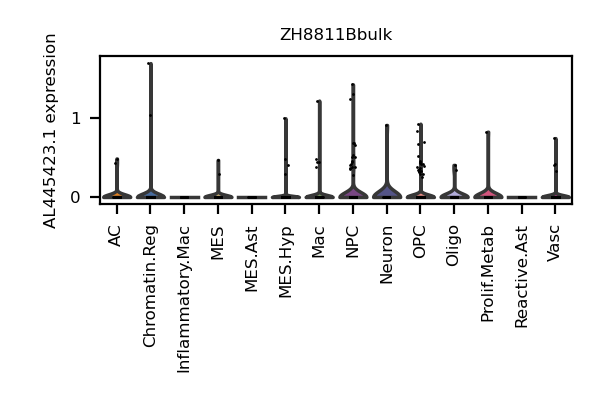 ZH8811Bbulk
AL445423.1 expression
1
0
AC
Chromatin.Reg
Inflammatory.Mac
MES
MES.Ast
MES.Hyp
Mac
NPC
Neuron
OPC
Oligo
Prolif.Metab
Reactive.Ast
Vasc